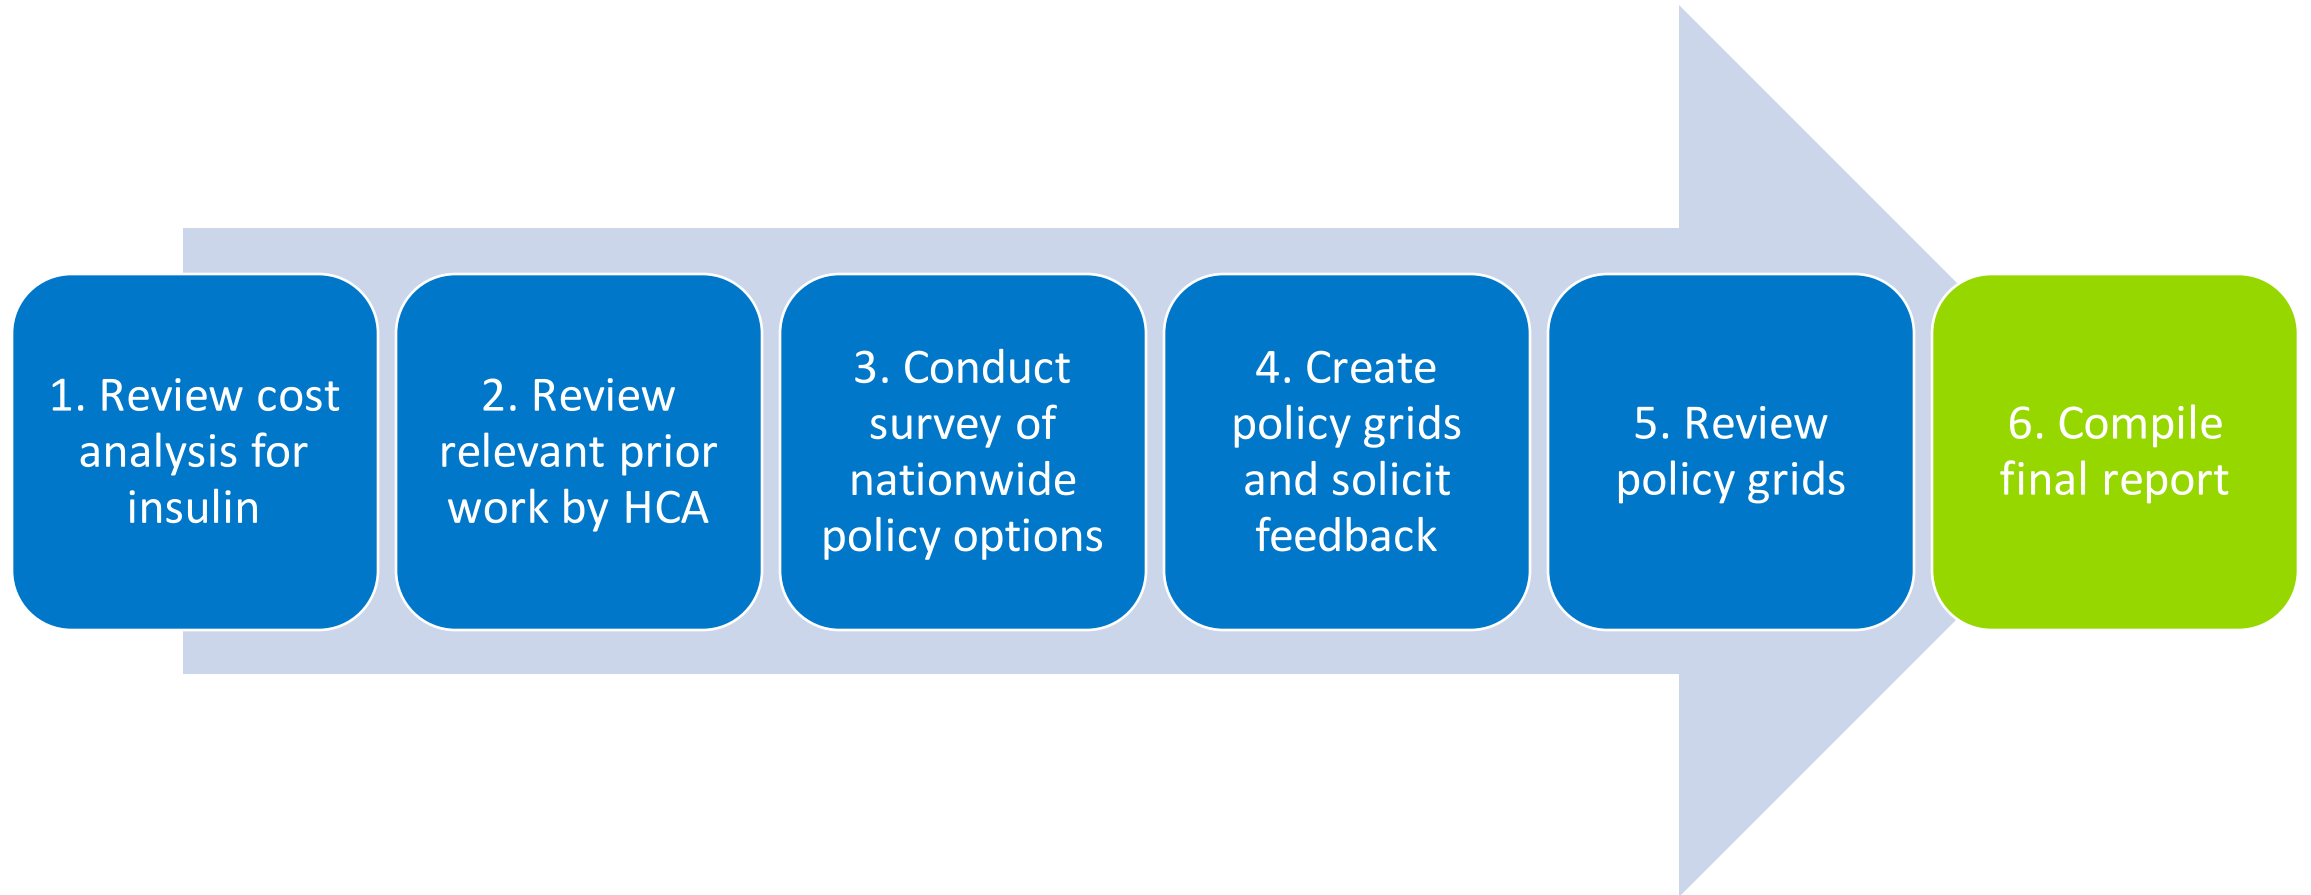 1. Review cost
analysis for
insulin
2. Review
relevant prior
work by HCA
3. Conduct
survey of
nationwide
policy options
4. Create
policy grids
and solicit
feedback
5. Review
policy grids
6. Compile
final report